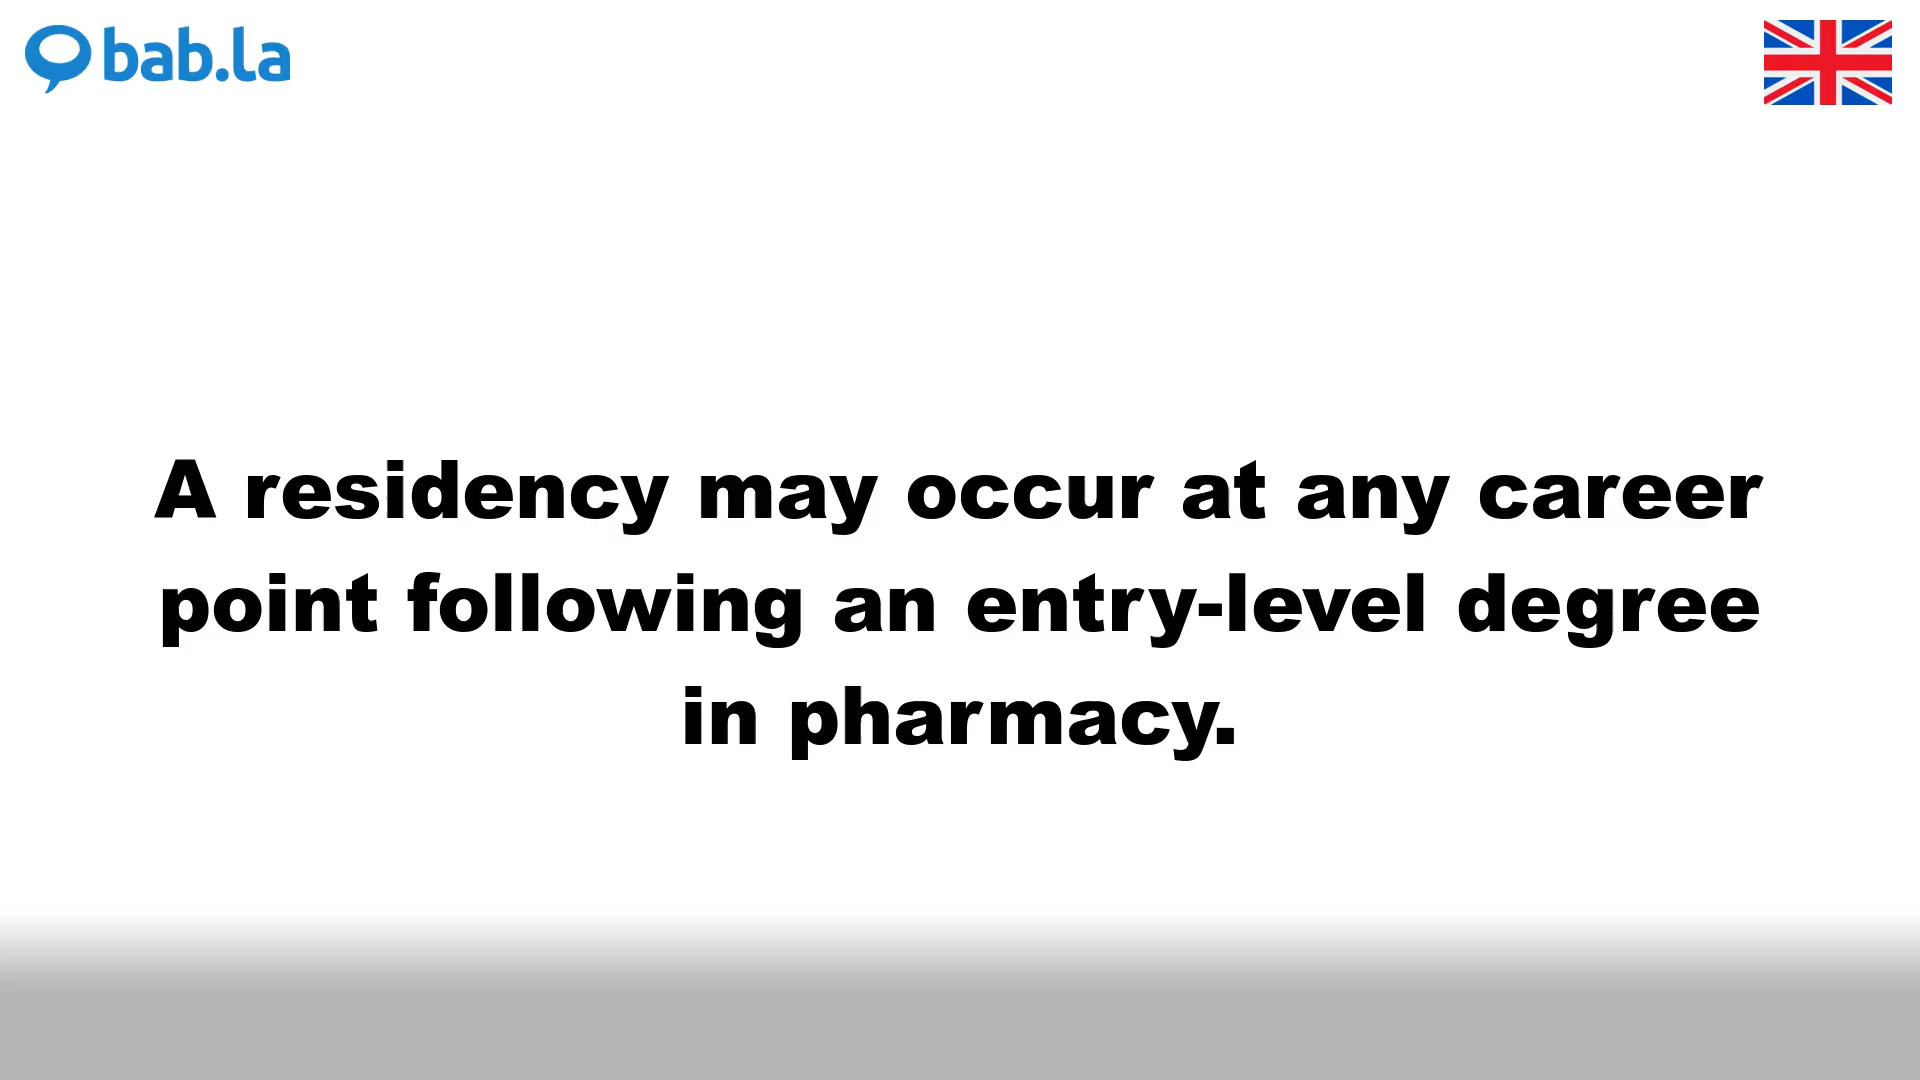 bab.la
A residency may occur at any career
point following an entry-level degree
in pharmacy.